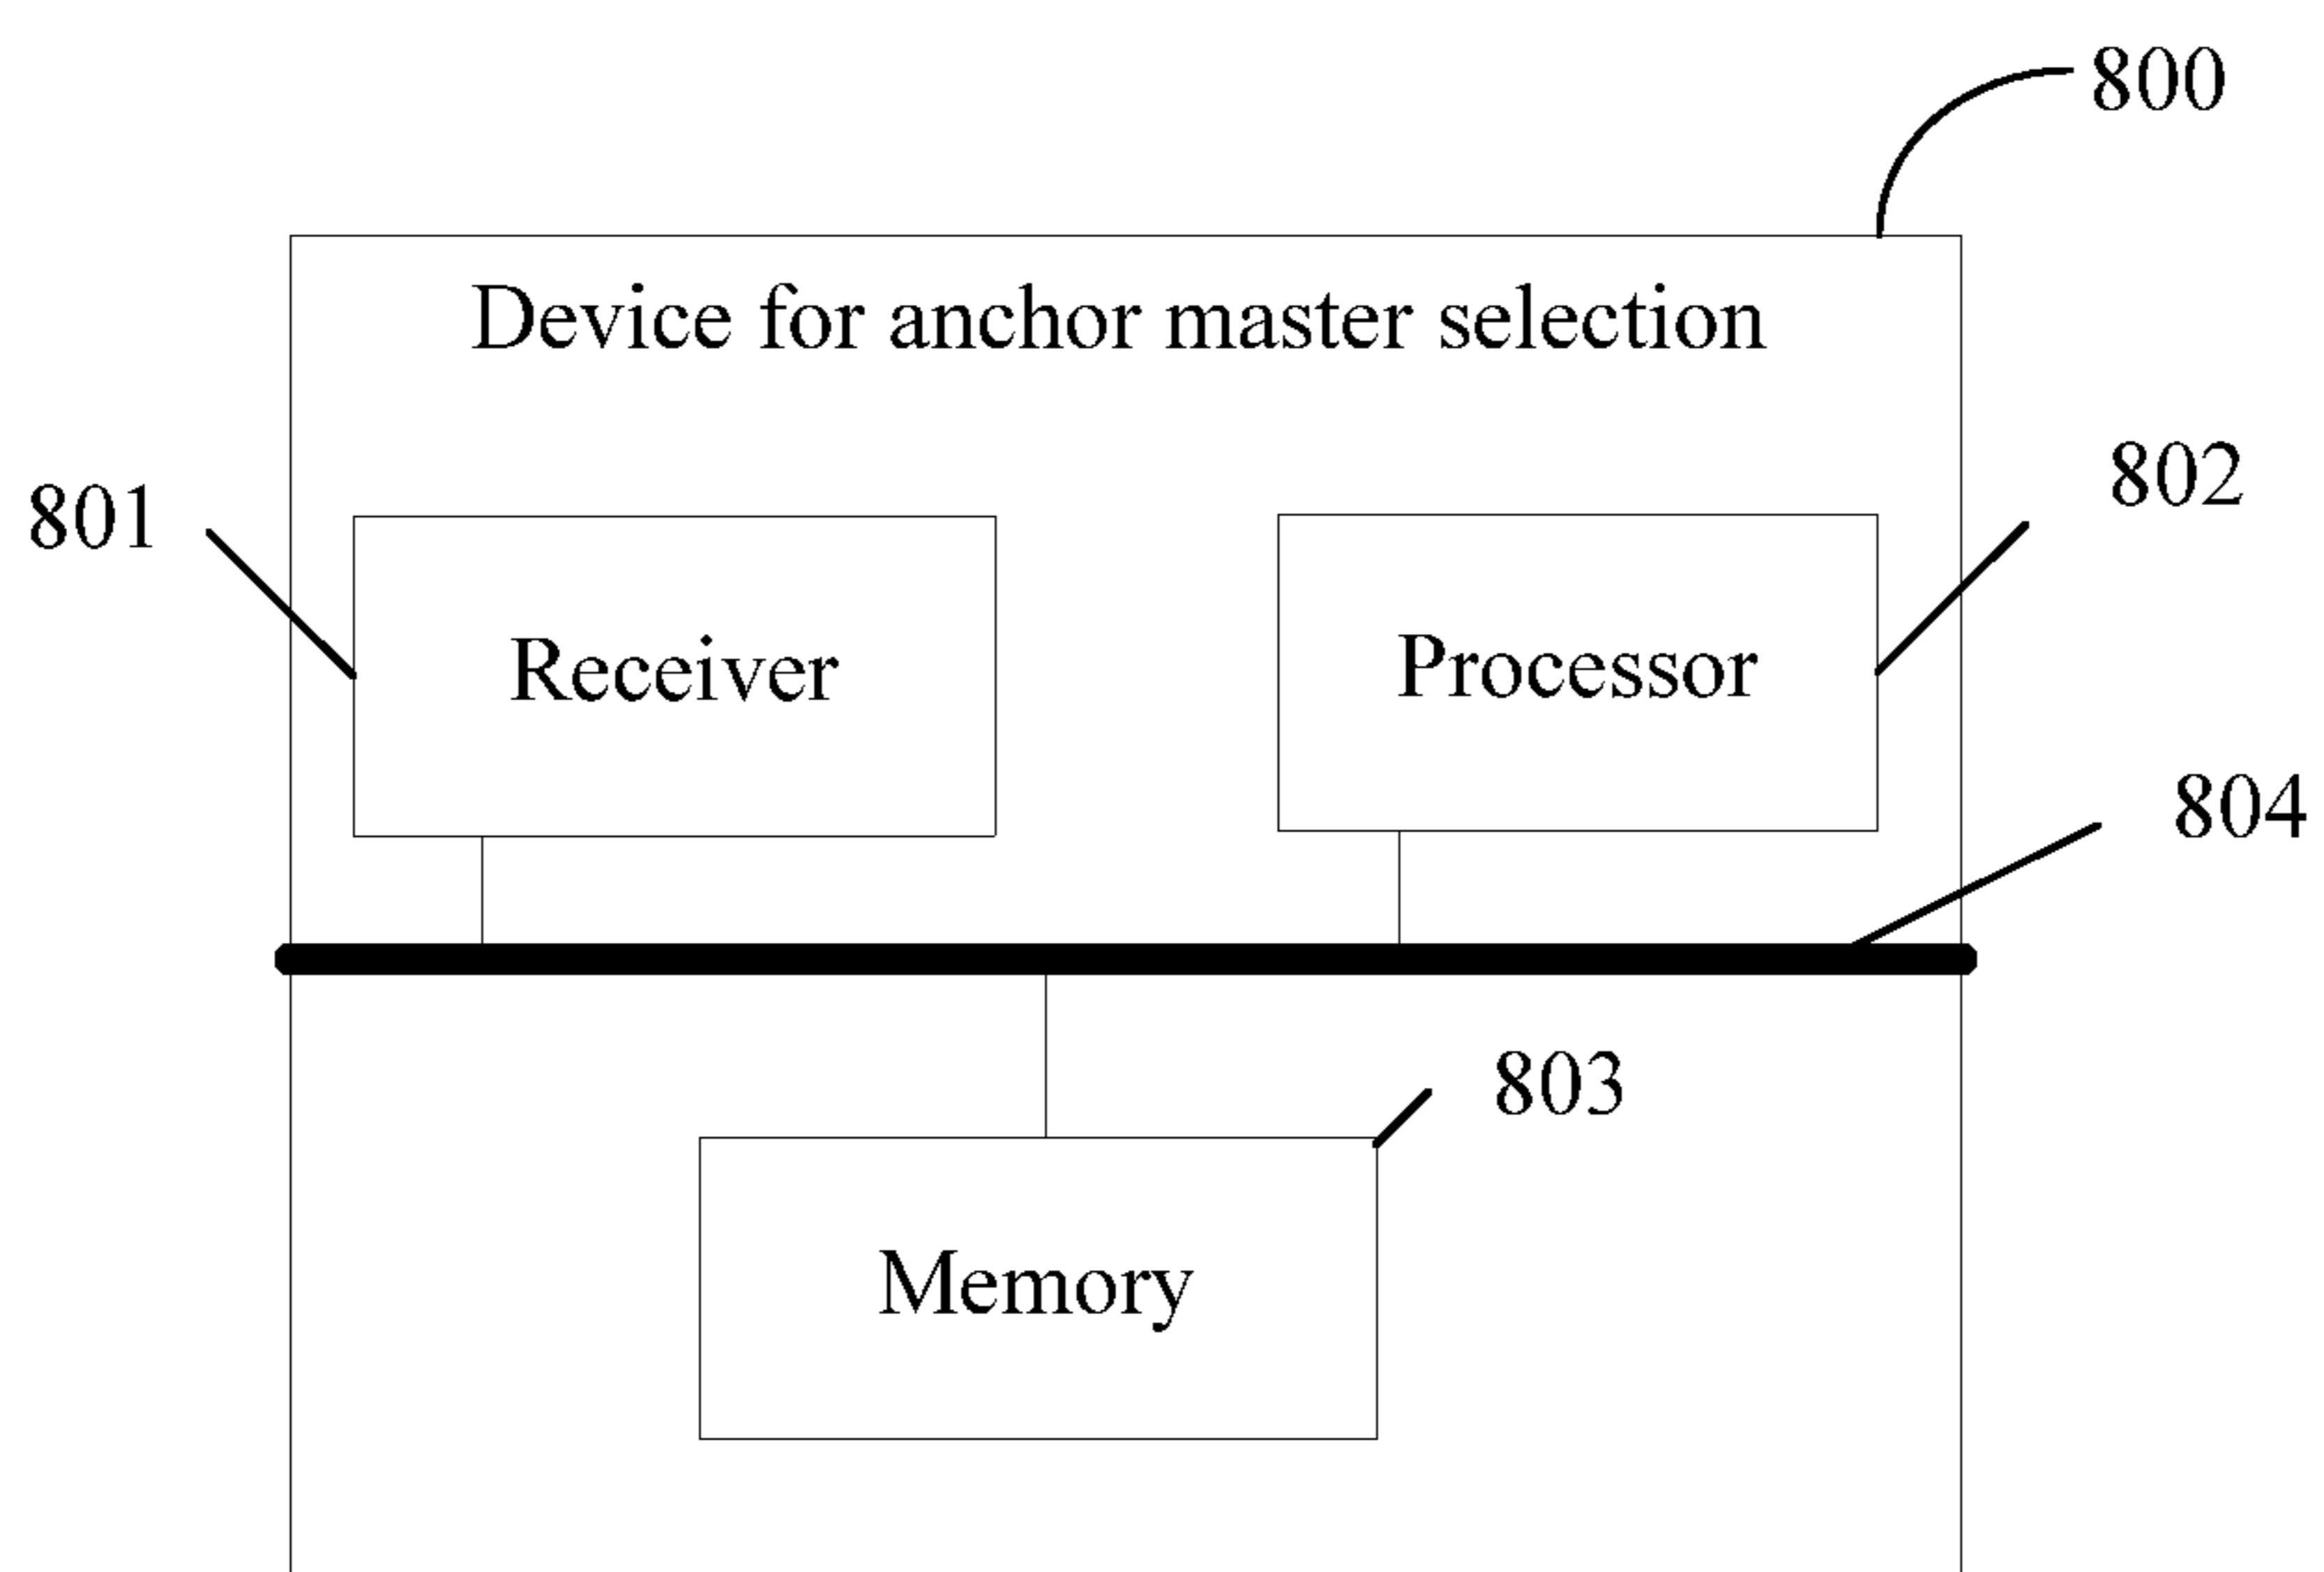 800
Device for anchor master selection
802
801
Receiver
Processor
804
803
Memory